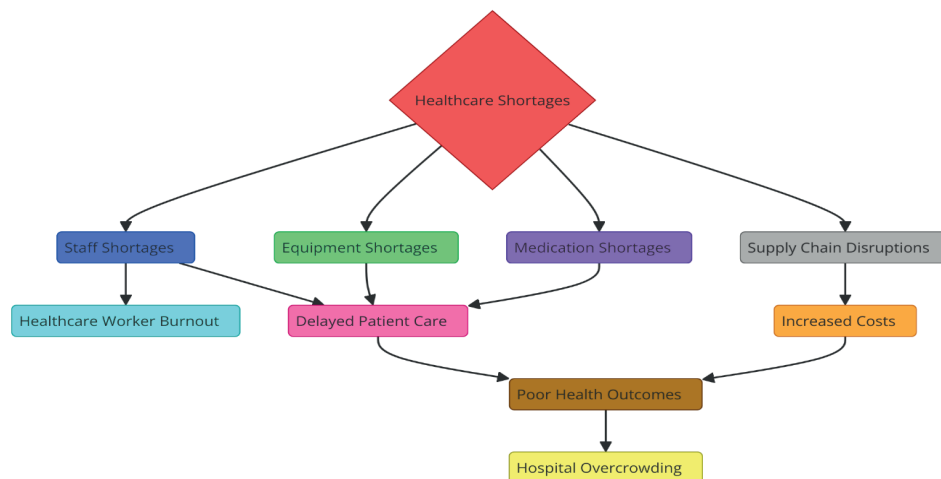 Healthcare Shortages
Staff Shortages
Equipment Shortages
Medication Shortages
Supply Chain Disruptions
Healthcare Worker Burnout
Delayed Patient Care
Increased Costs
Poor Health Outcomes
Hospital Overcrowding